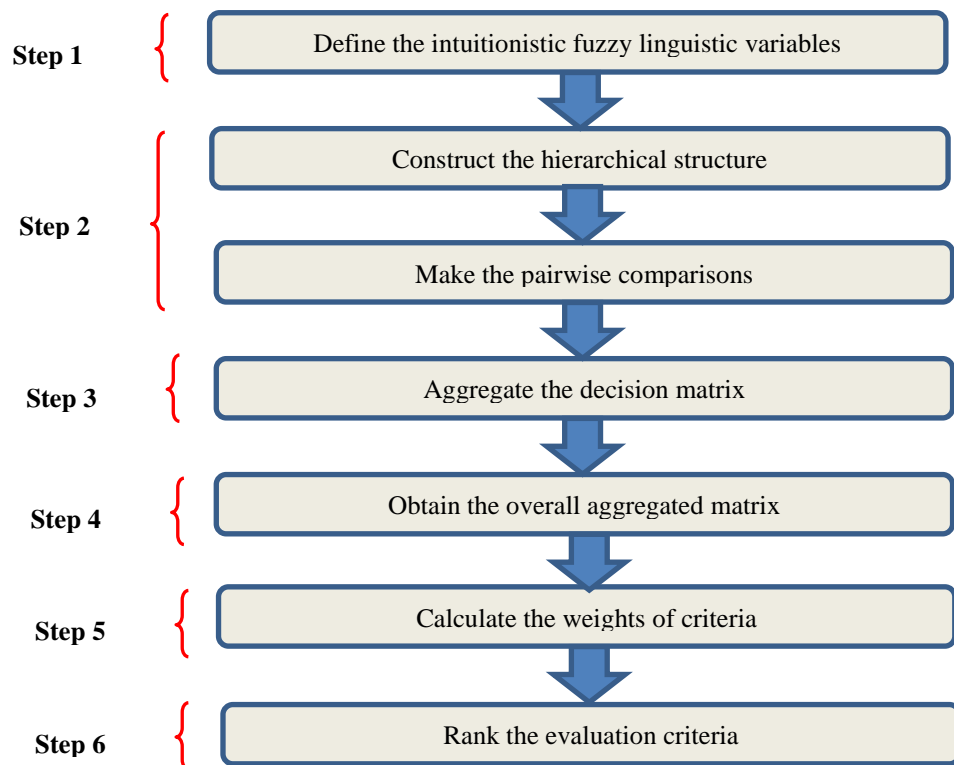 Step 1
Define the intuitionistic fuzzy linguistic variables
Step 2
Construct the hierarchical structure
Make the pairwise comparisons
Step 3
Aggregate the decision matrix
Step 4
Obtain the overall aggregated matrix
Step 5
Calculate the weights of criteria
Step 6
Rank the evaluation criteria